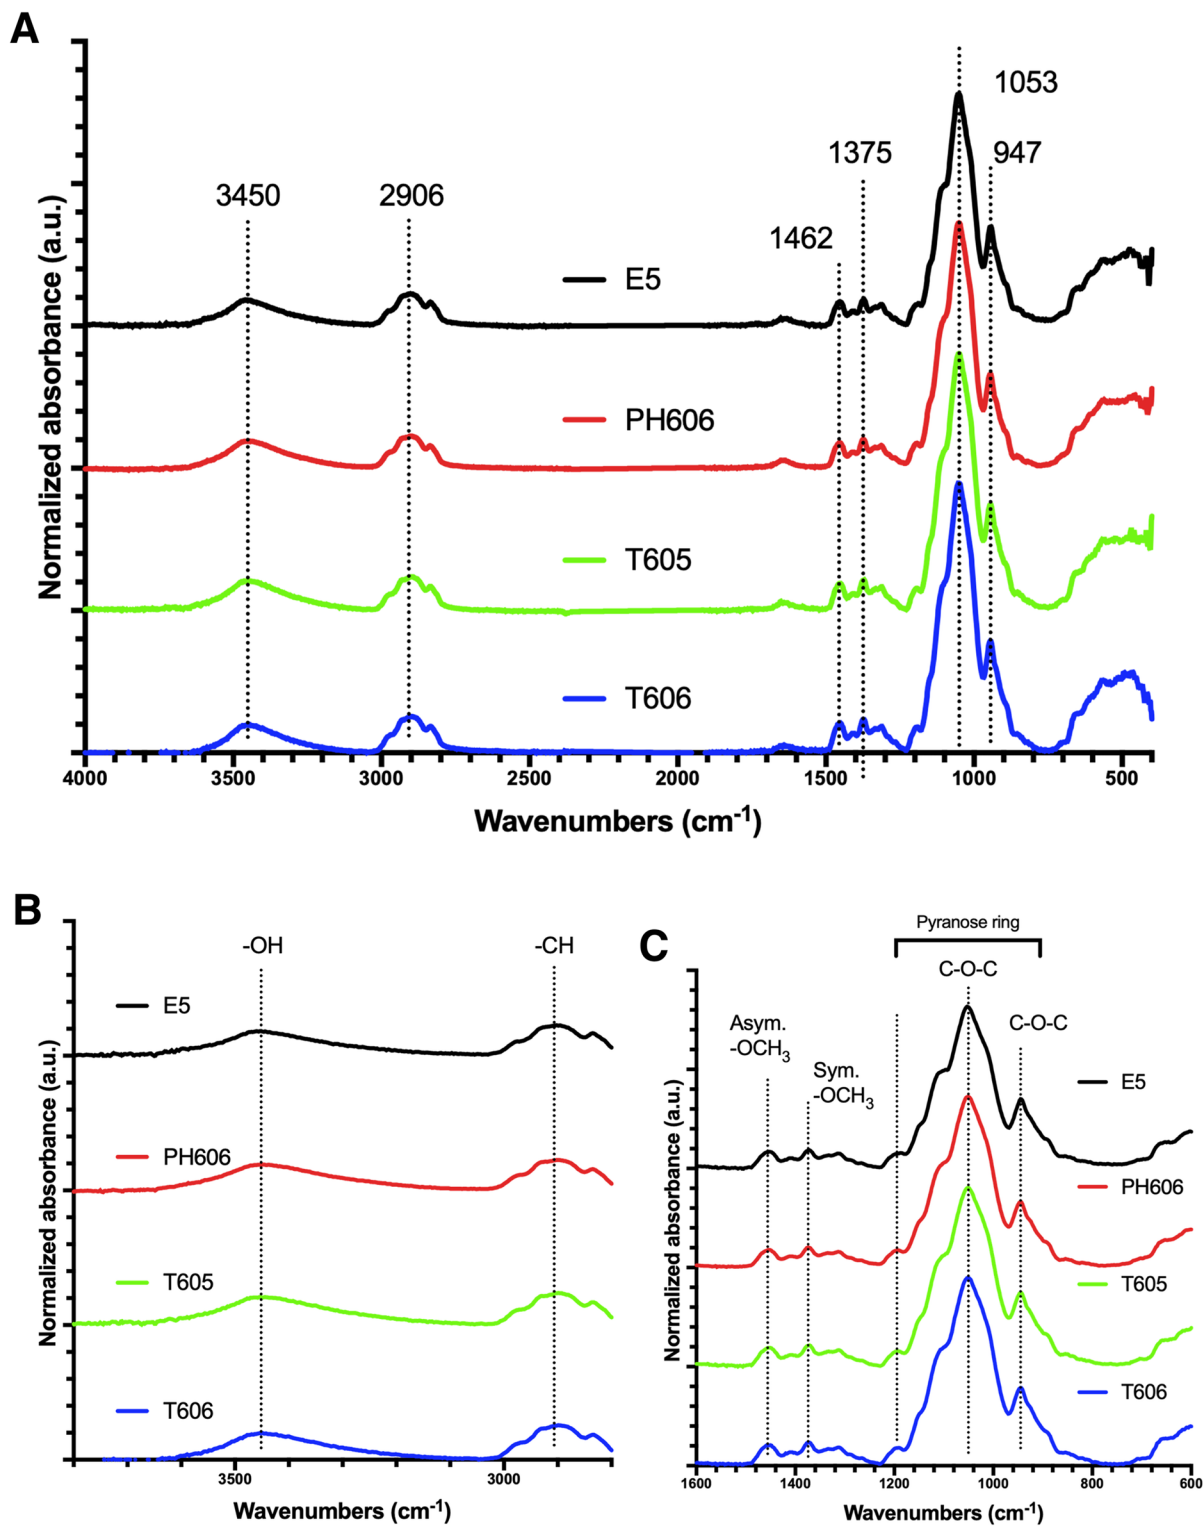 A
1053
1375
947
3450
2906
1462
E5
PH606
T605
T606
Normalized absorbance (a.u.)
4000
3500
3000
2500
2000
1500
1000
500
Wavenumbers (cm-1)
B
-OH
-CH
E5
PH606
T605
T606
Normalized absorbance (a.u.)
3500
3000
Wavenumbers (cm-1)
C
Pyranose ring
C-O-C
Asym.
-OCH3
C-O-C
Sym.
-OCH3
E5
PH606
T605
T606
Normalized absorbance (a.u.)
1600
1400
1200
1000
800
600
Wavenumbers (cm-1)